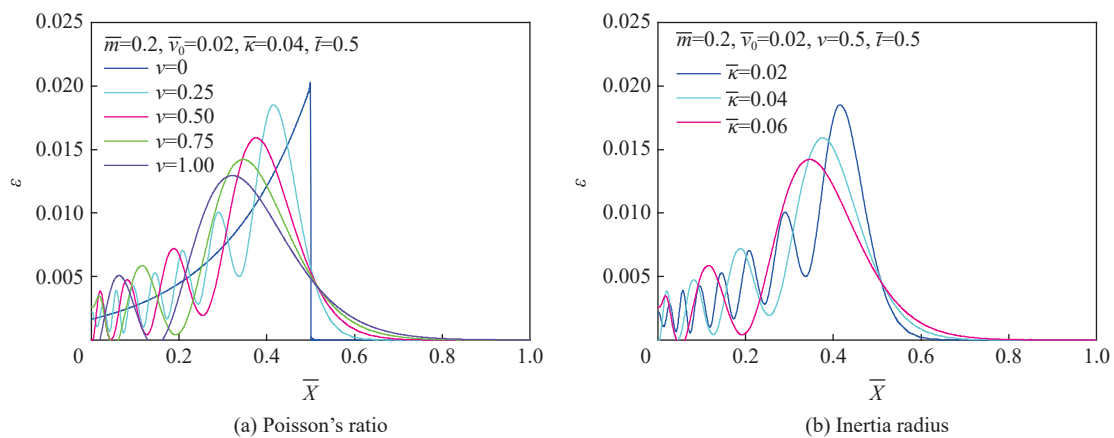 0.025
0.020
0.015
0.010
0.005
0
ε
m̅=0.2, v̅₀=0.02, κ̅=0.04, t̅=0.5
ν=0
ν=0.25
ν=0.50
ν=0.75
ν=1.00
0.2 0.4 0.6 0.8 1.0
X̅
(a) Poisson's ratio
0.025
0.020
0.015
0.010
0.005
0
ε
m̅=0.2, v̅₀=0.02, ν=0.5, t̅=0.5
κ̅=0.02
κ̅=0.04
κ̅=0.06
0.2 0.4 0.6 0.8 1.0
X̅
(b) Inertia radius